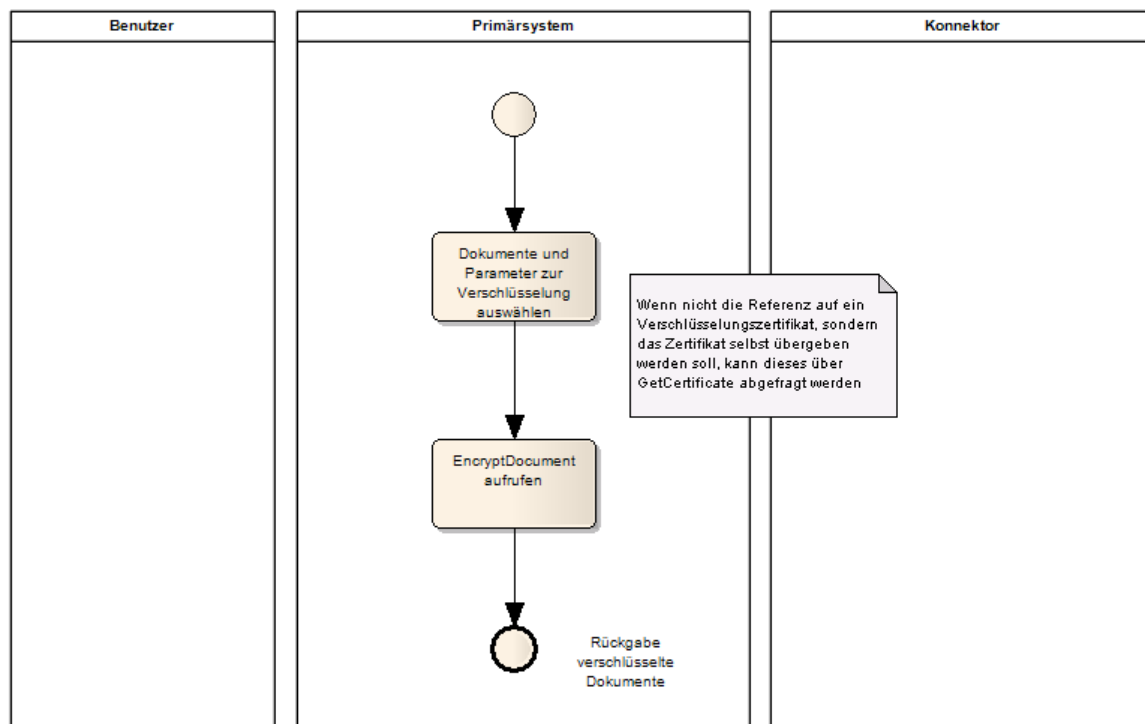 Benutzer
Primärsystem
Konnektor
Dokumente und
Parameter zur
Verschlüsselung
auswählen
Wenn nicht die Referenz auf ein
Verschlüsselungszertifikat, sondern
das Zertifikat selbst übergeben
werden soll, kann dieses über
GetCertificate abgefragt werden
EncryptDocument
aufrufen
Rückgabe
verschlüsselte
Dokumente